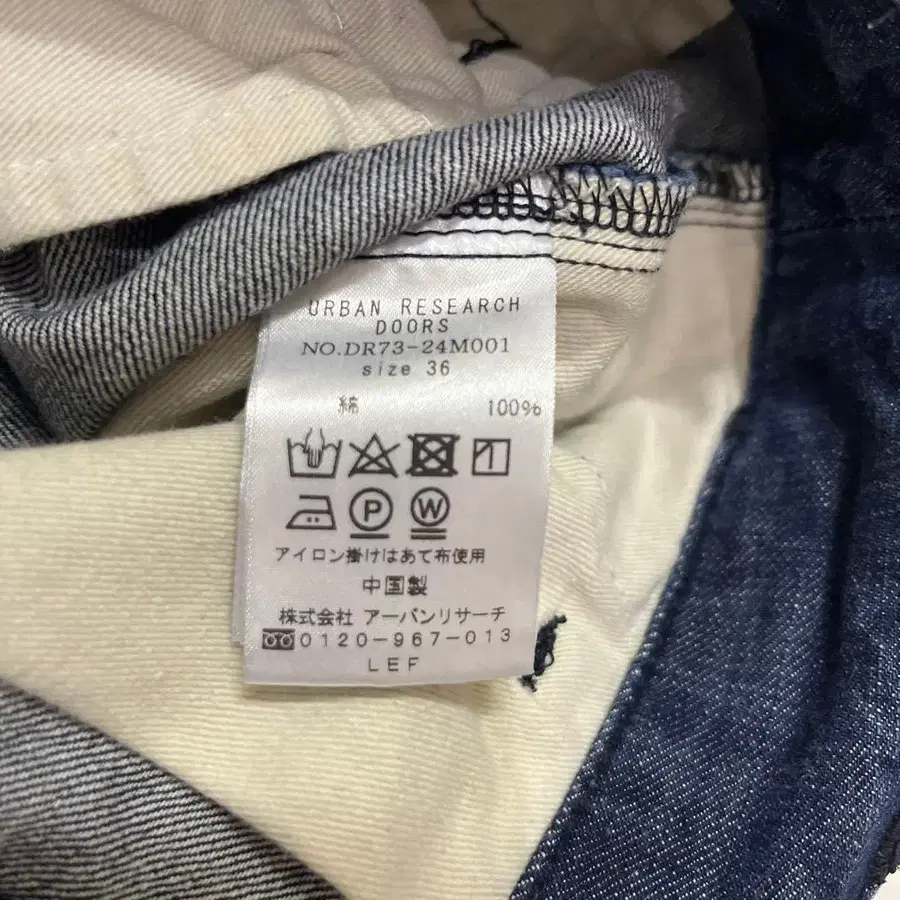 URBAN RESEARCH
DOORS
NO.DR73-24M001
size 36
綿 100%
P W
アイロン掛けはあて布使用
中国製
株式会社 アーバンリサーチ
0120-967-013
LEF